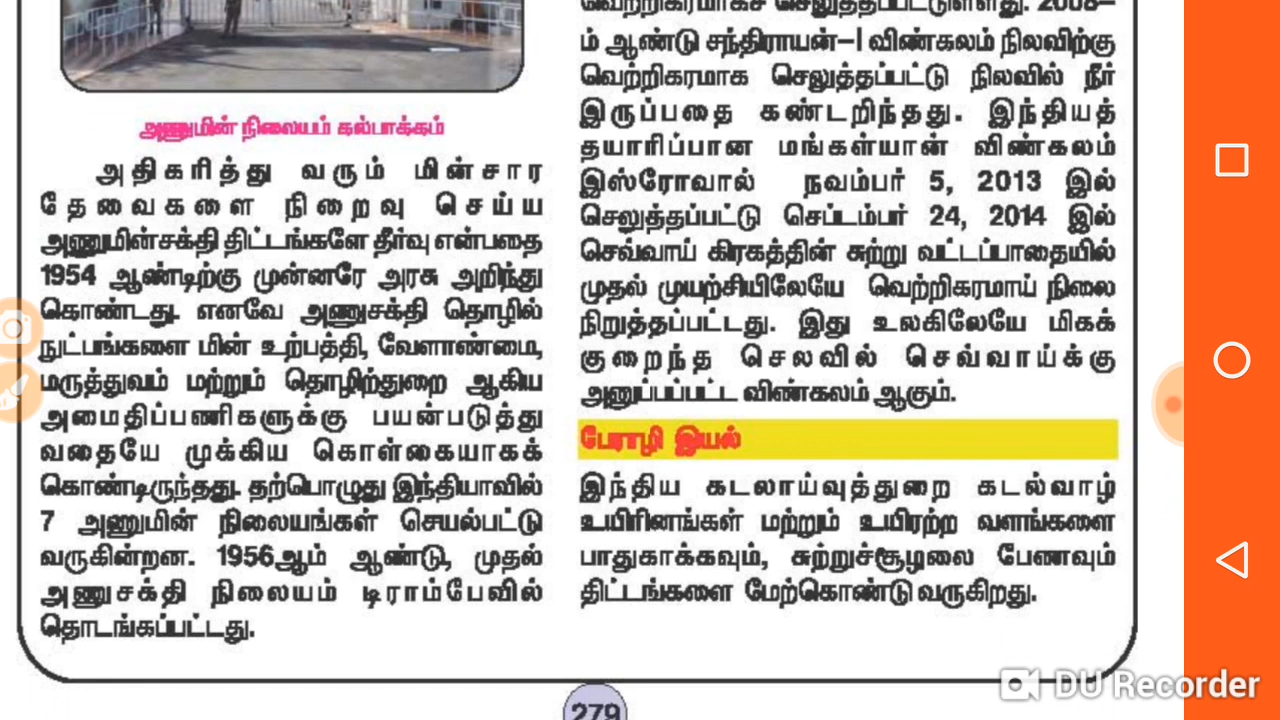 அணுமின் நிலையம் கல்பாக்கம்
அதிகரித்து வரும் மின்சார
தேவைகளை நிறைவு செய்ய
அணுமின்சக்தி திட்டங்களே தீர்வு என்பதை
1954 ஆண்டிற்கு முன்னரே அரசு அறிந்து
கொண்டது. எனவே அணுசக்தி தொழில்
நுட்பங்களை மின் உற்பத்தி, வேளாண்மை,
மருத்துவம் மற்றும் தொழிற்துறை ஆகிய
அமைதிப்பணிகளுக்கு பயன்படுத்து
வதையே முக்கிய கொள்கையாகக்
கொண்டிருந்தது. தற்பொழுது இந்தியாவில்
7 அணுமின் நிலையங்கள் செயல்பட்டு
வருகின்றன. 1956ஆம் ஆண்டு, முதல்
அணுசக்தி நிலையம் டிராம்பேவில்
தொடங்கப்பட்டது.
வெற்றிகரமாகச் செலுத்தப்பட்டுள்ளது. 2008–
ம் ஆண்டு சந்திராயன்–I விண்கலம் நிலவிற்கு
வெற்றிகரமாக செலுத்தப்பட்டு நிலவில் நீர்
இருப்பதை கண்டறிந்தது. இந்தியத்
தயாரிப்பான மங்கள்யான் விண்கலம்
இஸ்ரோவால் நவம்பர் 5, 2013 இல்
செலுத்தப்பட்டு செப்டம்பர் 24, 2014 இல்
செவ்வாய் கிரகத்தின் சுற்று வட்டப்பாதையில்
முதல் முயற்சியிலேயே வெற்றிகரமாய் நிலை
நிறுத்தப்பட்டது. இது உலகிலேயே மிகக்
குறைந்த செலவில் செவ்வாய்க்கு
அனுப்பப்பட்ட விண்கலம் ஆகும்.
பேராழி இயல்
இந்திய கடலாய்வுத்துறை கடல்வாழ்
உயிரினங்கள் மற்றும் உயிரற்ற வளங்களை
பாதுகாக்கவும், சுற்றுச்சூழலை பேணவும்
திட்டங்களை மேற்கொண்டு வருகிறது.
279
DU Recorder